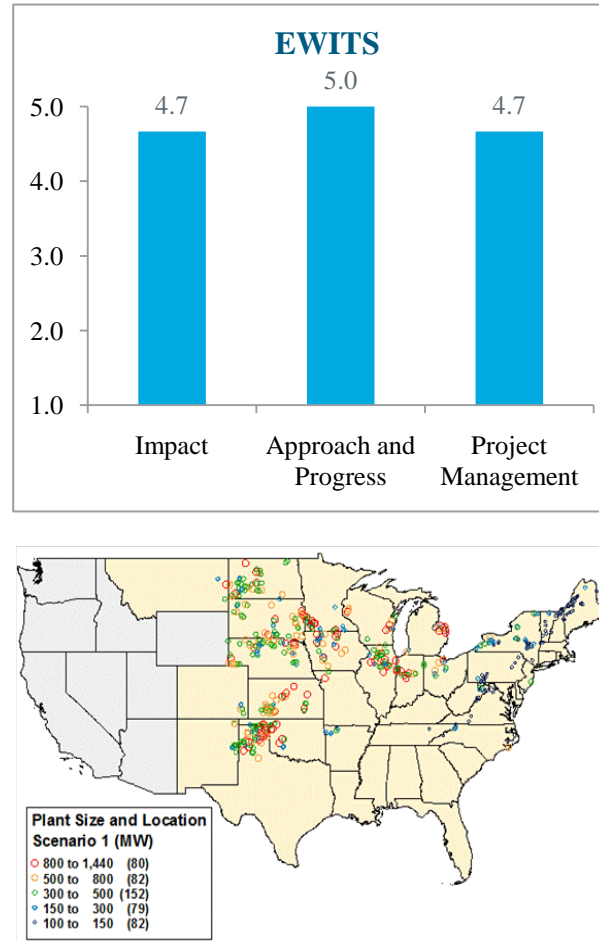 EWITS
4.7
5.0
4.7
5.0
4.0
3.0
2.0
1.0
Impact
Approach and
Progress
Project
Management
Plant Size and Location
Scenario 1 (MW)
800 to 1,440 (80)
500 to 800 (82)
300 to 500 (152)
150 to 300 (79)
100 to 150 (82)